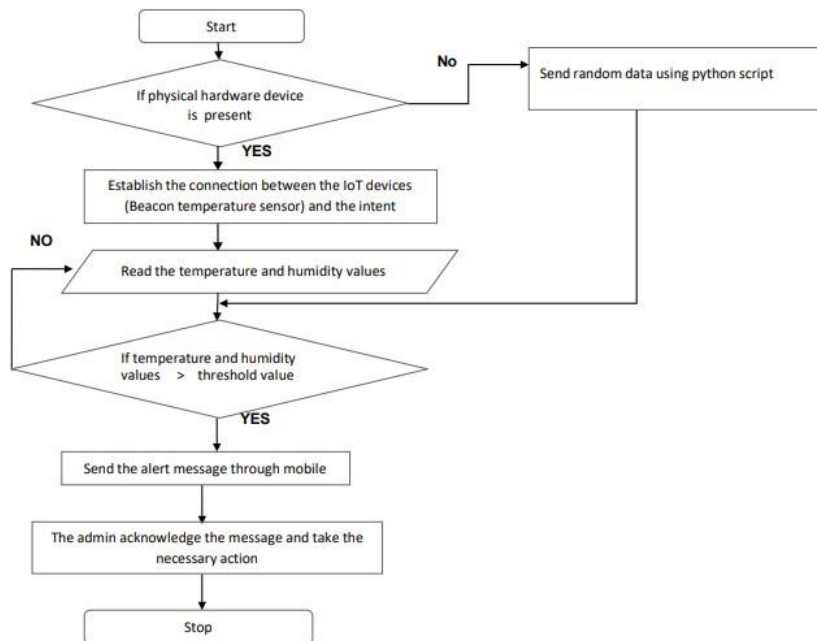 Start
No
If physical hardware device
is present
Send random data using python script
YES
Establish the connection between the IoT devices
(Beacon temperature sensor) and the intent
NO
Read the temperature and humidity values
If temperature and humidity
values > threshold value
YES
Send the alert message through mobile
The admin acknowledge the message and take the
necessary action
Stop